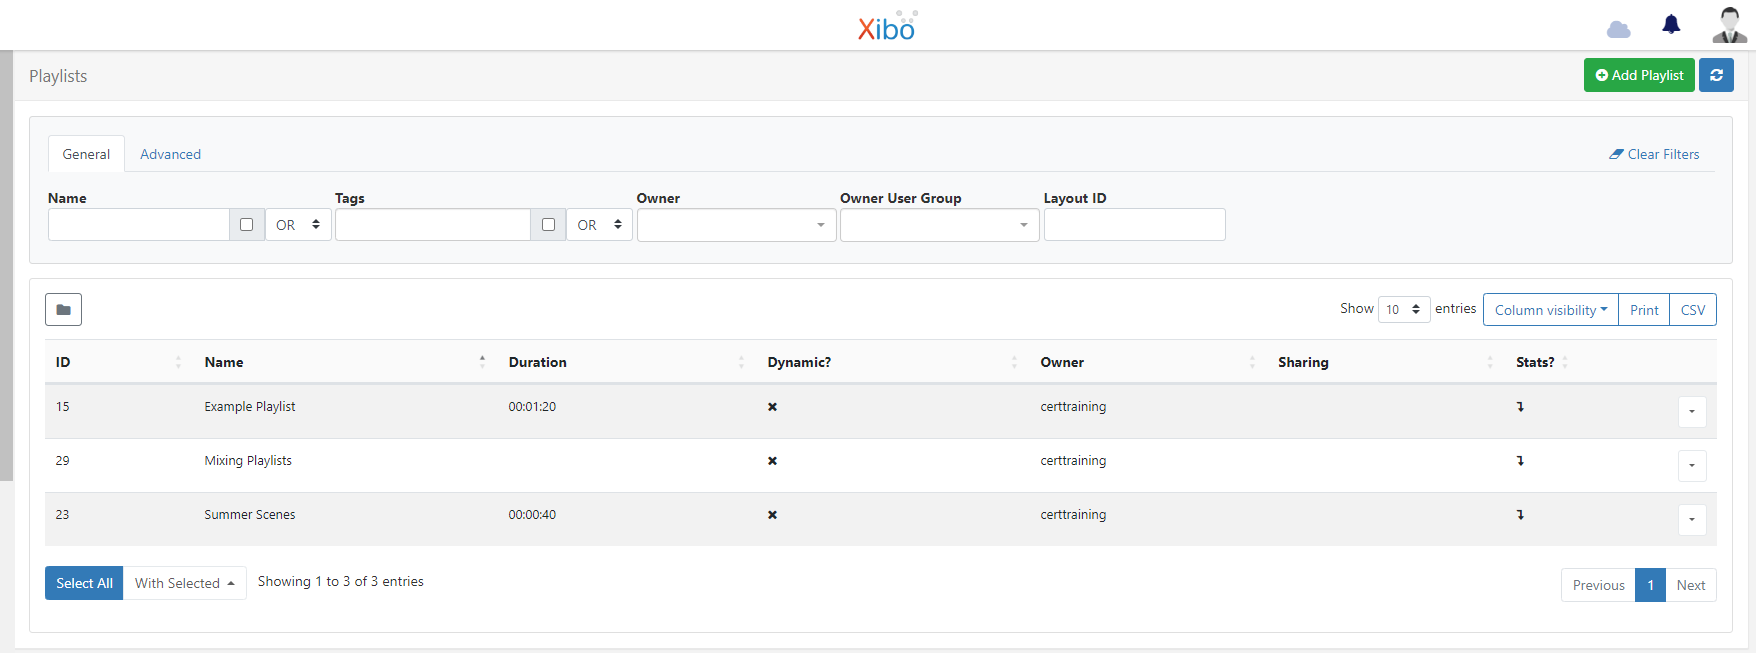 Xibo
Playlists
Add Playlist
General Advanced Clear Filters
Name Tags Owner Owner User Group Layout ID
OR OR
Show 10 entries Column visibility Print CSV
ID Name Duration Dynamic? Owner Sharing Stats?
15 Example Playlist 00:01:20 certtraining
29 Mixing Playlists certtraining
23 Summer Scenes 00:00:40 certtraining
Select All With Selected Showing 1 to 3 of 3 entries Previous 1 Next